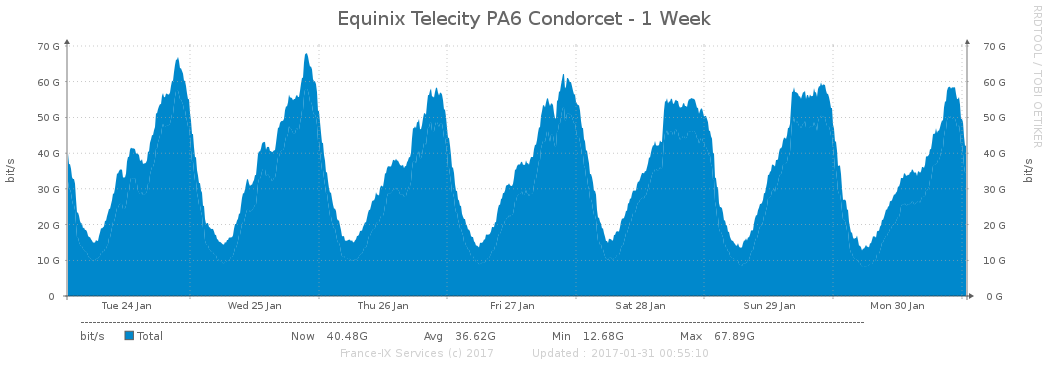 Equinix Telecity PA6 Condorcet - 1 Week
RRDTOOL / TOBI OETIKER
bit/s
70 G
60 G
50 G
40 G
30 G
20 G
10 G
0
70 G
60 G
50 G
40 G
30 G
20 G
10 G
0 G
bit/s
Tue 24 Jan Wed 25 Jan Thu 26 Jan Fri 27 Jan Sat 28 Jan Sun 29 Jan Mon 30 Jan
bit/s Total Now 40.48G Avg 36.62G Min 12.68G Max 67.89G
France-IX Services (c) 2017 Updated : 2017-01-31 00:55:10